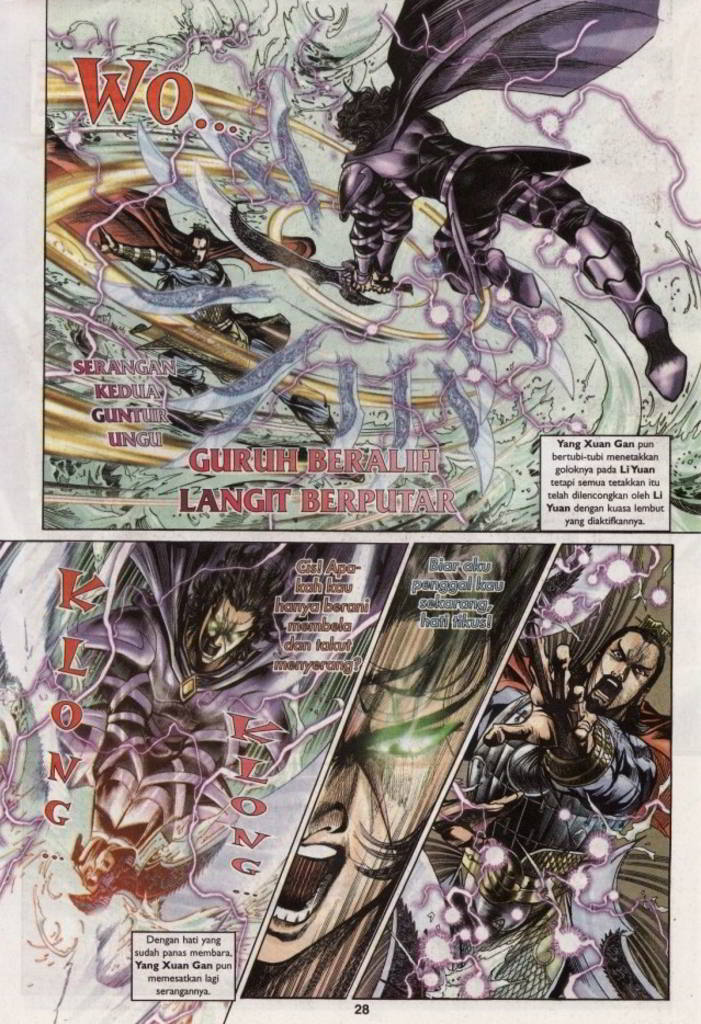 WO...
SERANGAN
KEDUA
GUNTUR
UNGU
GURUH BERALIH
LANGIT BERPUTAR
Yang Xuan Gan pun
bertubi-tubi menetakkan
goloknya pada Li Yuan
tetapi semua tetakkan itu
telah dilencongkan oleh Li
Yuan dengan kuasa lembut
yang diaktifkannya.
KLONG...
Cis! Apa-
kah kau
hanya berani
membela
dan takut
menyerang?
KLONG...
Dengan hati yang
sudah panas membara,
Yang Xuan Gan pun
memesatkan lagi
serangannya.
Biar aku
penggal kau
sekarang,
hati tikus!
28